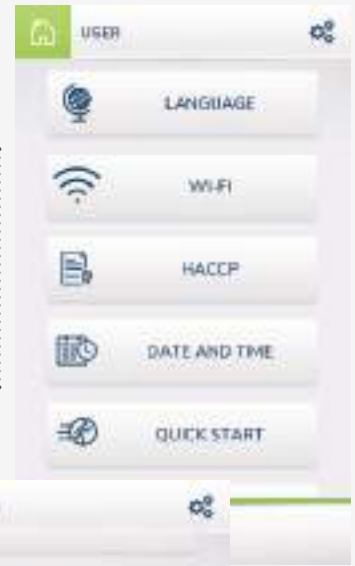 USER
LANGUAGE
WI-FI
HACCP
DATE AND TIME
QUICK START